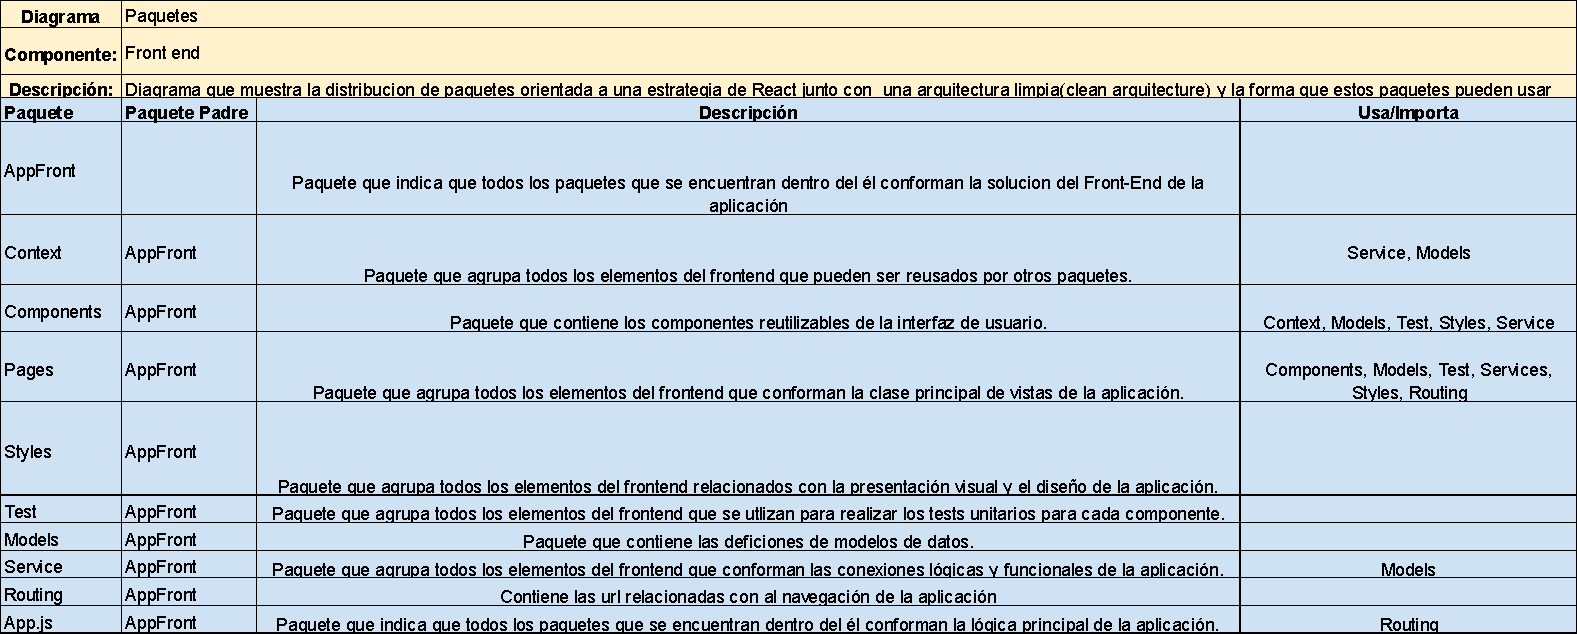 Diagrama Paquetes
Componente: Front end
Descripción: Diagrama que muestra la distribucion de paquetes orientada a una estrategia de React junto con una arquitectura limpia(clean arquitecture) y la forma que estos paquetes pueden usar
Paquete Paquete Padre Descripción Usa/Importa
AppFront Paquete que indica que todos los paquetes que se encuentran dentro del él conforman la solucion del Front-End de la
aplicación
Context AppFront Paquete que agrupa todos los elementos del frontend que pueden ser reusados por otros paquetes. Service, Models
Components AppFront Paquete que contiene los componentes reutilizables de la interfaz de usuario. Context, Models, Test, Styles, Service
Pages AppFront Paquete que agrupa todos los elementos del frontend que conforman la clase principal de vistas de la aplicación. Components, Models, Test, Services,
Styles, Routing
Styles AppFront Paquete que agrupa todos los elementos del frontend relacionados con la presentación visual y el diseño de la aplicación.
Test AppFront Paquete que agrupa todos los elementos del frontend que se utlizan para realizar los tests unitarios para cada componente.
Models AppFront Paquete que contiene las deficiones de modelos de datos.
Service AppFront Paquete que agrupa todos los elementos del frontend que conforman las conexiones lógicas y funcionales de la aplicación. Models
Routing AppFront Contiene las url relacionadas con al navegación de la aplicación
App.js AppFront Paquete que indica que todos los paquetes que se encuentran dentro del él conforman la lógica principal de la aplicación. Routing